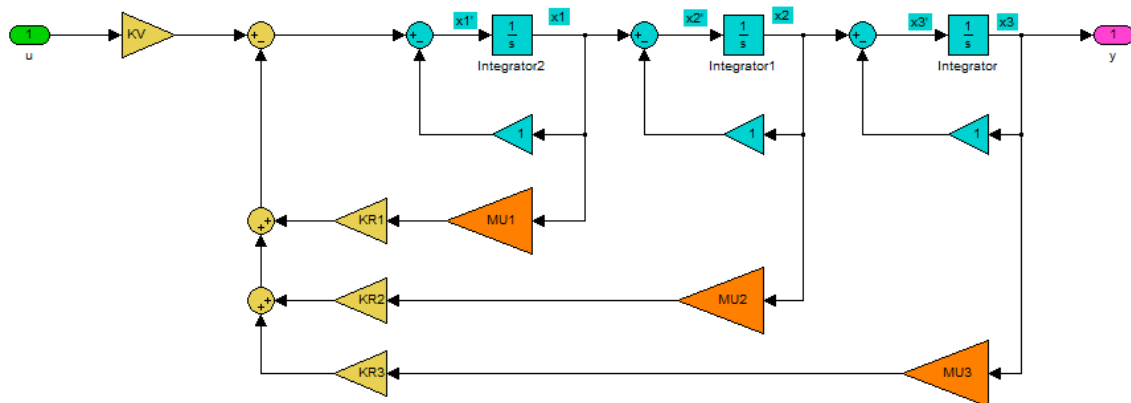 x1' x1 x2' x2 x3' x3
1 KV + - + - 1/s + - 1/s + - 1/s 1
u Integrator2 Integrator1 Integrator y
1 1 1
+ + KR1 MU1
+ + KR2 MU2
KR3 MU3